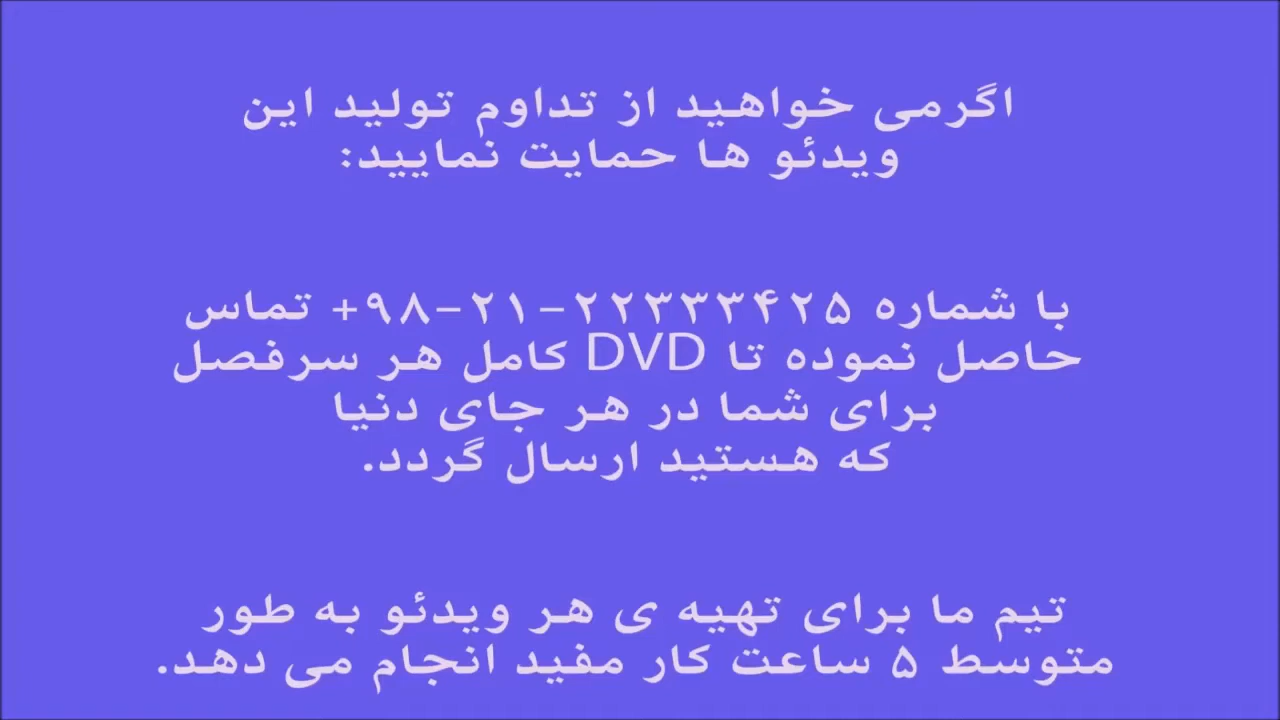 اگرمی خواهید از تداوم تولید این
ویدئو ها حمایت نمایید:
با شماره ۲۲۳۳۳۴۲۵-۲۱-۹۸+ تماس
حاصل نموده تا DVD کامل هر سرفصل
برای شما در هر جای دنیا
که هستید ارسال گردد.
تیم ما برای تهیه ی هر ویدئو به طور
متوسط ۵ ساعت کار مفید انجام می دهد.